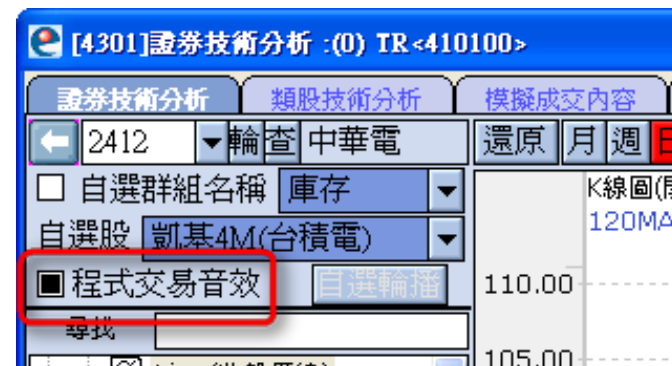 [4301]證券技術分析 :(0) TR<410100>
證券技術分析 類股技術分析 模擬成交內容
2412 輪 查 中華電 還原 月 週 日
自選群組名稱 庫存
K線圖(
自選股 凱基4M(台積電)
120MA
程式交易音效 自選輪播
110.00
尋找
105.00